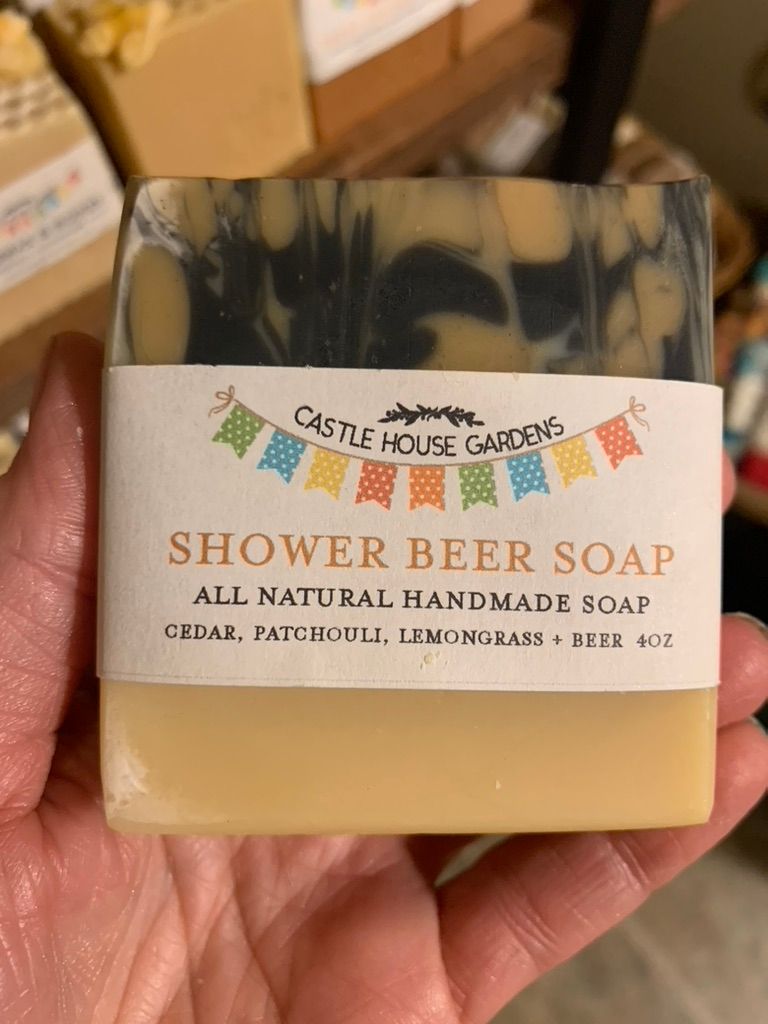 CASTLE HOUSE GARDENS
SHOWER BEER SOAP
ALL NATURAL HANDMADE SOAP
CEDAR, PATCHOULI, LEMONGRASS + BEER 4OZ